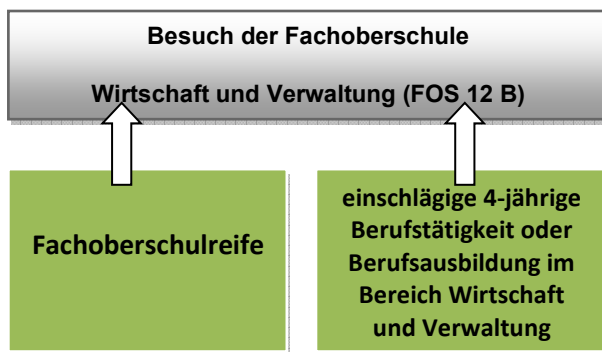 Besuch der Fachoberschule
Wirtschaft und Verwaltung (FOS 12 B)
Fachoberschulreife
einschlägige 4-jährige
Berufstätigkeit oder
Berufsausbildung im
Bereich Wirtschaft
und Verwaltung